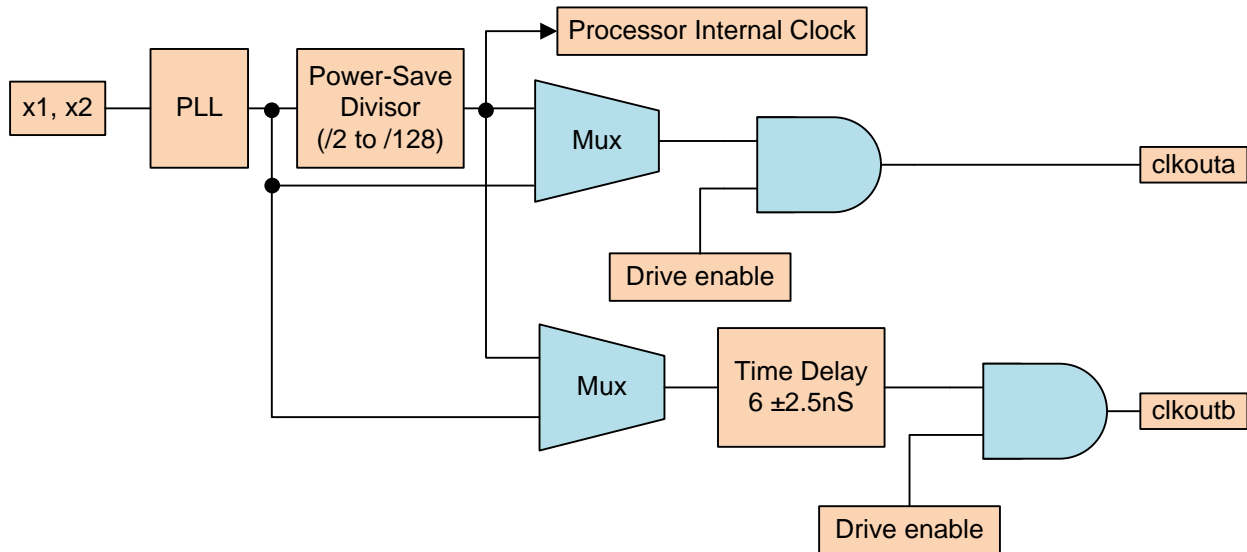 Processor Internal Clock
x1, x2
PLL
Power-Save
Divisor
(/2 to /128)
Mux
clkouta
Drive enable
Mux
Time Delay
6 ±2.5nS
clkoutb
Drive enable